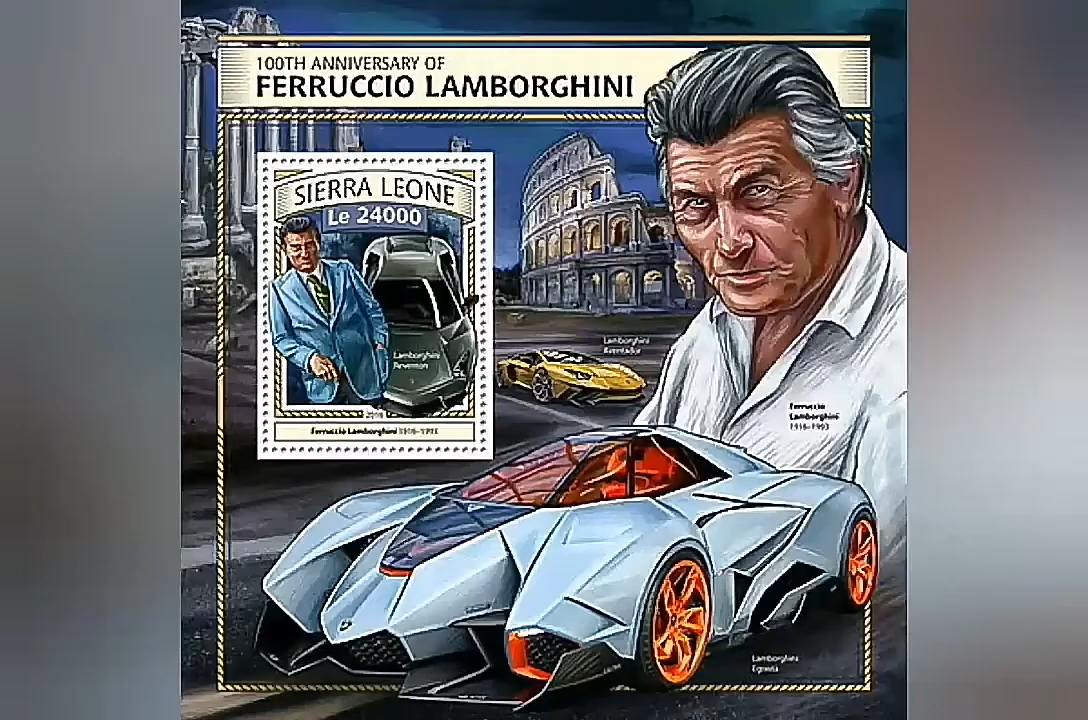 100TH ANNIVERSARY OF
FERRUCCIO LAMBORGHINI
SIERRA LEONE
Le 24000
Lamborghini
Reventon
2016
Ferruccio Lamborghini 1916–1993
Lamborghini
Aventador
Ferruccio
Lamborghini
1916–1993
Lamborghini
Egoista